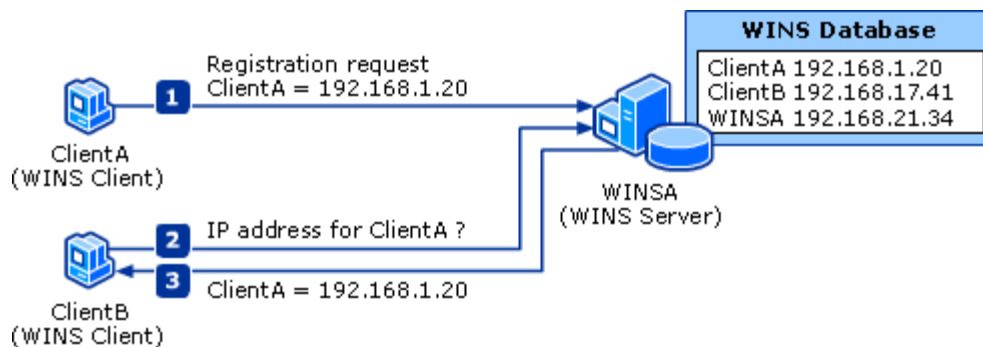 WINS Database
ClientA 192.168.1.20
ClientB 192.168.17.41
WINSA 192.168.21.34
Registration request
ClientA = 192.168.1.20
1
ClientA
(WINS Client)
WINSA
(WINS Server)
2
IP address for ClientA ?
3
ClientA = 192.168.1.20
ClientB
(WINS Client)